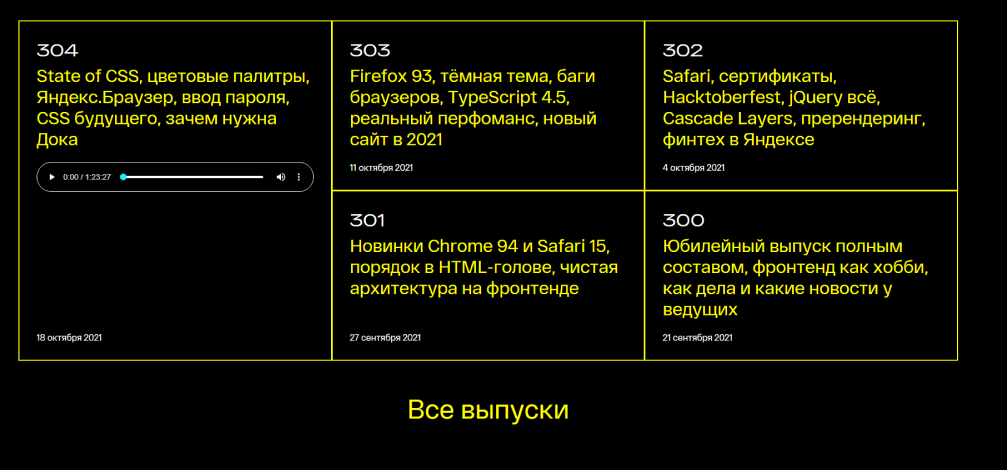 304
State of CSS, цветовые палитры,
Яндекс.Браузер, ввод пароля,
CSS будущего, зачем нужна
Дока
0:00 / 1:23:27
18 октября 2021
303
Firefox 93, тёмная тема, баги
браузеров, TypeScript 4.5,
реальный перфоманс, новый
сайт в 2021
11 октября 2021
302
Safari, сертификаты,
Hacktoberfest, jQuery всё,
Cascade Layers, пререндеринг,
финтех в Яндексе
4 октября 2021
301
Новинки Chrome 94 и Safari 15,
порядок в HTML-голове, чистая
архитектура на фронтенде
27 сентября 2021
300
Юбилейный выпуск полным
составом, фронтенд как хобби,
как дела и какие новости у
ведущих
21 сентября 2021
Все выпуски